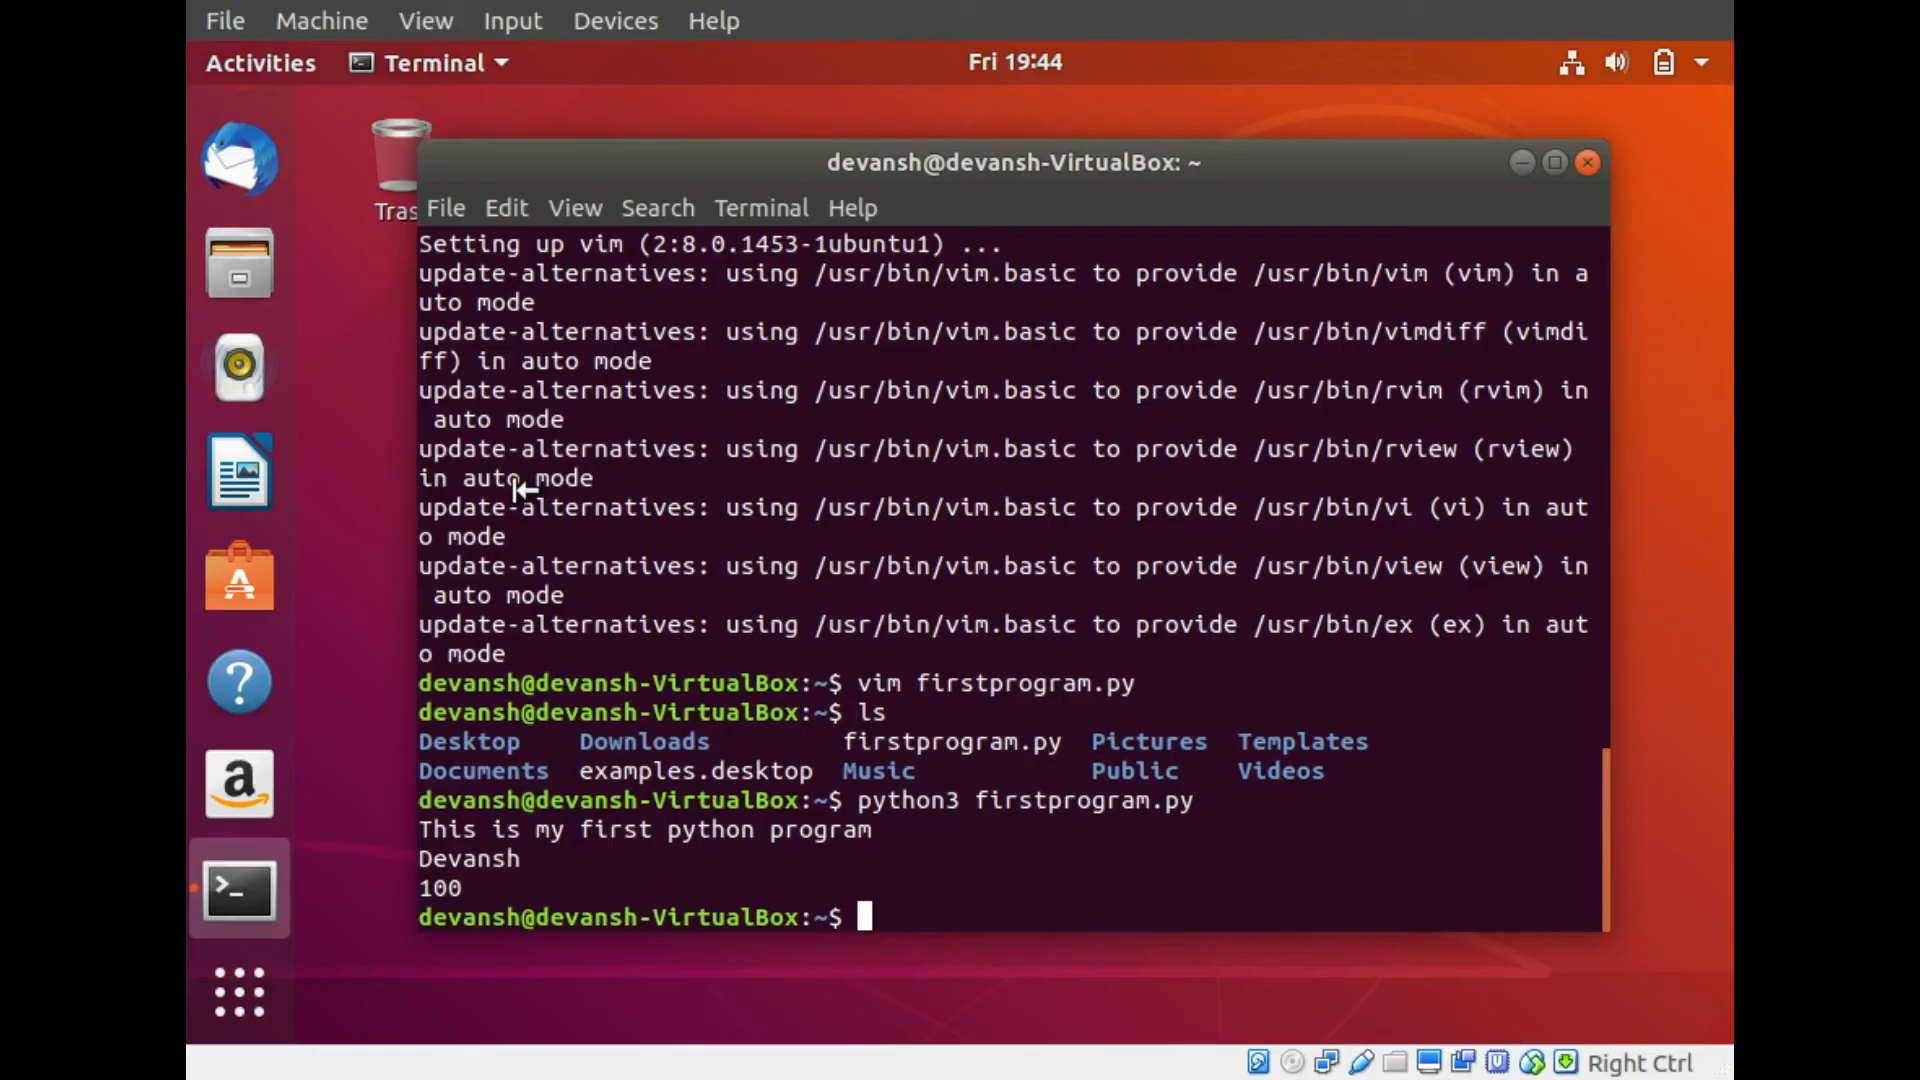 File Machine View Input Devices Help
Activities Terminal Fri 19:44
Tras
devansh@devansh-VirtualBox: ~
File Edit View Search Terminal Help
Setting up vim (2:8.0.1453-1ubuntu1) ...
update-alternatives: using /usr/bin/vim.basic to provide /usr/bin/vim (vim) in a
uto mode
update-alternatives: using /usr/bin/vim.basic to provide /usr/bin/vimdiff (vimdi
ff) in auto mode
update-alternatives: using /usr/bin/vim.basic to provide /usr/bin/rvim (rvim) in
 auto mode
update-alternatives: using /usr/bin/vim.basic to provide /usr/bin/rview (rview)
in auto mode
update-alternatives: using /usr/bin/vim.basic to provide /usr/bin/vi (vi) in aut
o mode
update-alternatives: using /usr/bin/vim.basic to provide /usr/bin/view (view) in
 auto mode
update-alternatives: using /usr/bin/vim.basic to provide /usr/bin/ex (ex) in aut
o mode
devansh@devansh-VirtualBox:~$ vim firstprogram.py
devansh@devansh-VirtualBox:~$ ls
Desktop Downloads firstprogram.py Pictures Templates
Documents examples.desktop Music Public Videos
devansh@devansh-VirtualBox:~$ python3 firstprogram.py
This is my first python program
Devansh
100
devansh@devansh-VirtualBox:~$
Right Ctrl